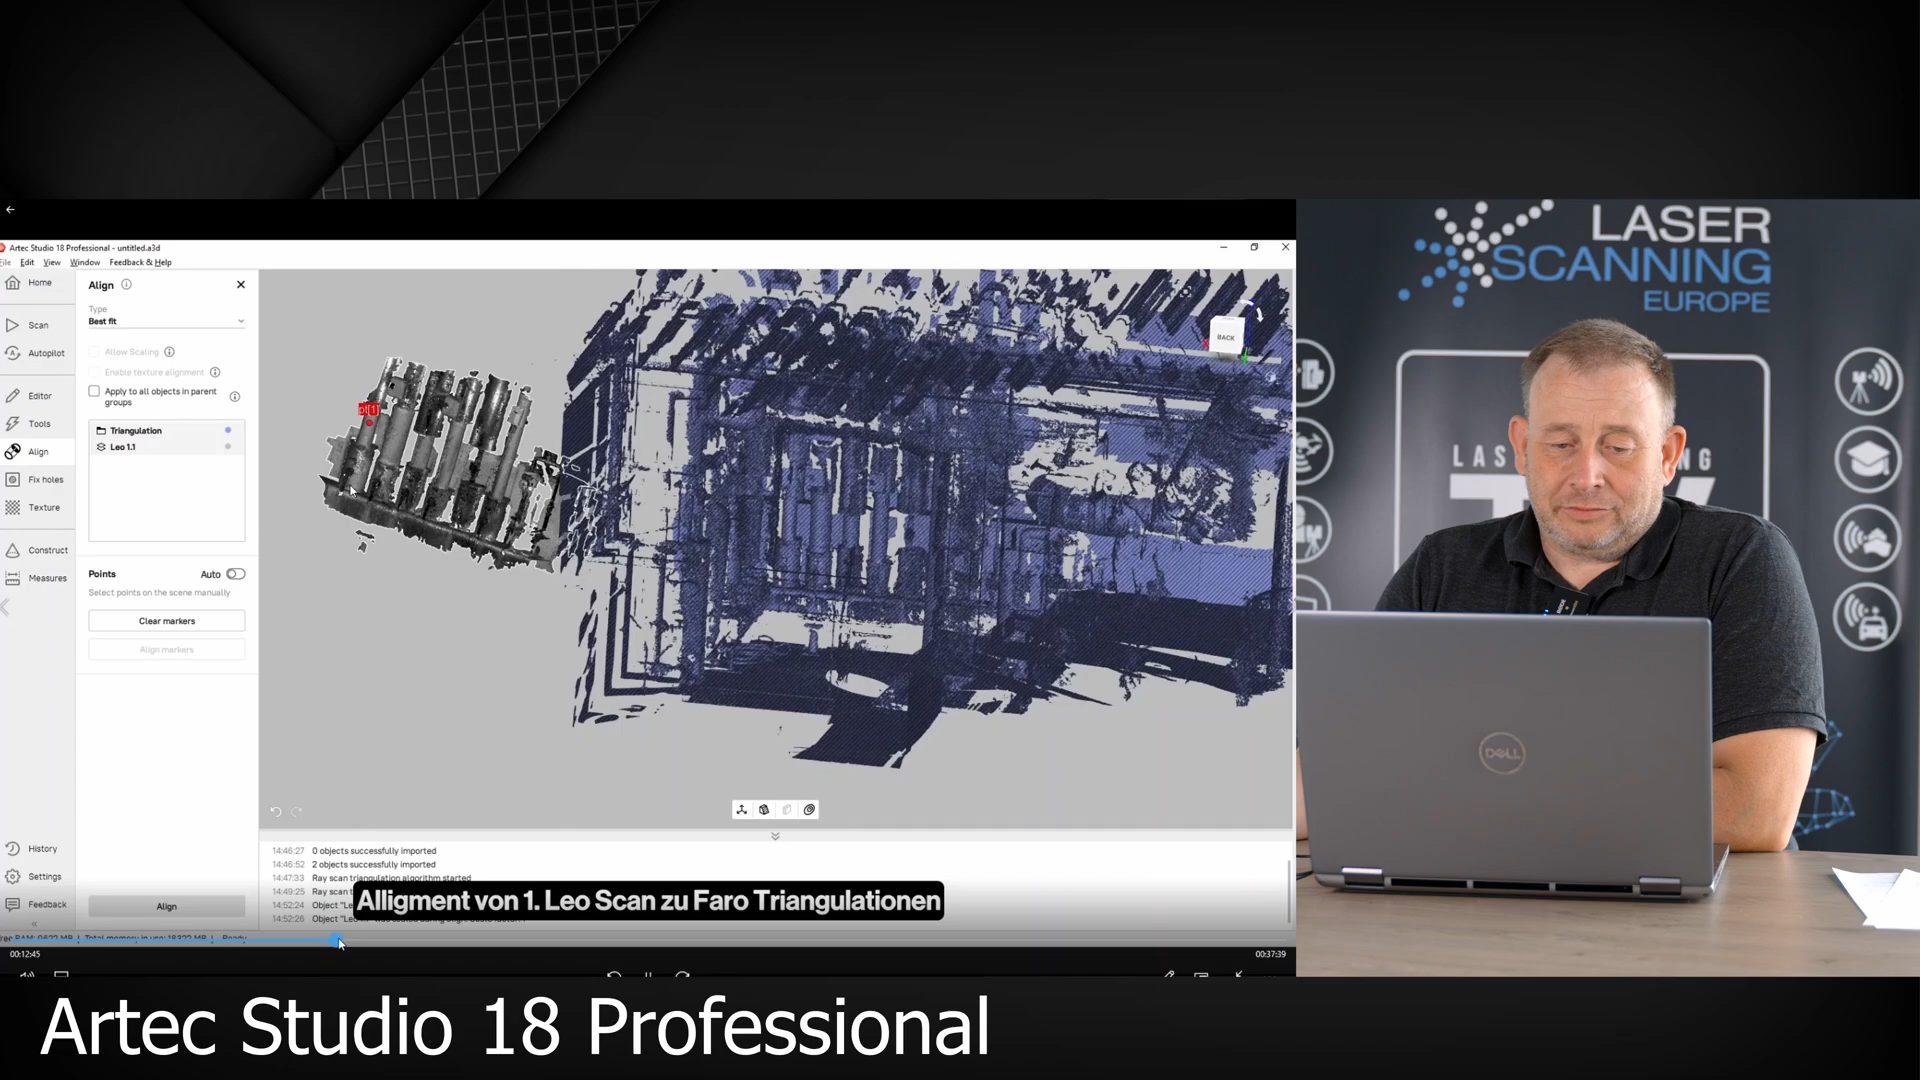 Artec Studio 18 Professional - untitled.a3d
File Edit View Window Feedback & Help
Home
Scan
Autopilot
Editor
Tools
Align
Fix holes
Texture
Construct
Measures
History
Settings
Feedback
Align
Type
Best fit
Allow Scaling
Enable texture alignment
Apply to all objects in parent
groups
Triangulation
Leo 1.1
Points
Auto
Select points on the scene manually
Clear markers
Align markers
Align
BACK
14:46:27 0 objects successfully imported
14:46:52 2 objects successfully imported
14:47:33 Ray scan triangulation algorithm started
14:49:25 Ray scan
14:52:24 Object "Le
14:52:26 Object
Alligment von 1. Leo Scan zu Faro Triangulationen
00:12:45
00:37:39
LASER
SCANNING
EUROPE
DELL
Artec Studio 18 Professional